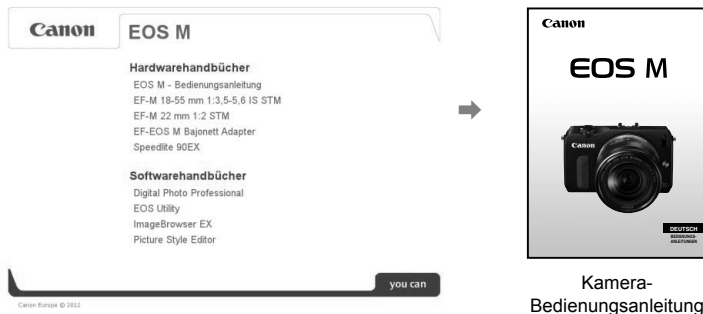 Canon
EOS M
Hardwarehandbücher
EOS M - Bedienungsanleitung
EF-M 18-55 mm 1:3,5-5,6 IS STM
EF-M 22 mm 1:2 STM
EF-EOS M Bajonett Adapter
Speedlite 90EX
Softwarehandbücher
Digital Photo Professional
EOS Utility
ImageBrowser EX
Picture Style Editor
you can
Canon Europe © 2012
Canon
EOS M
Canon
DEUTSCH
BEDIENUNGS-
ANLEITUNGEN
Kamera-
Bedienungsanleitung